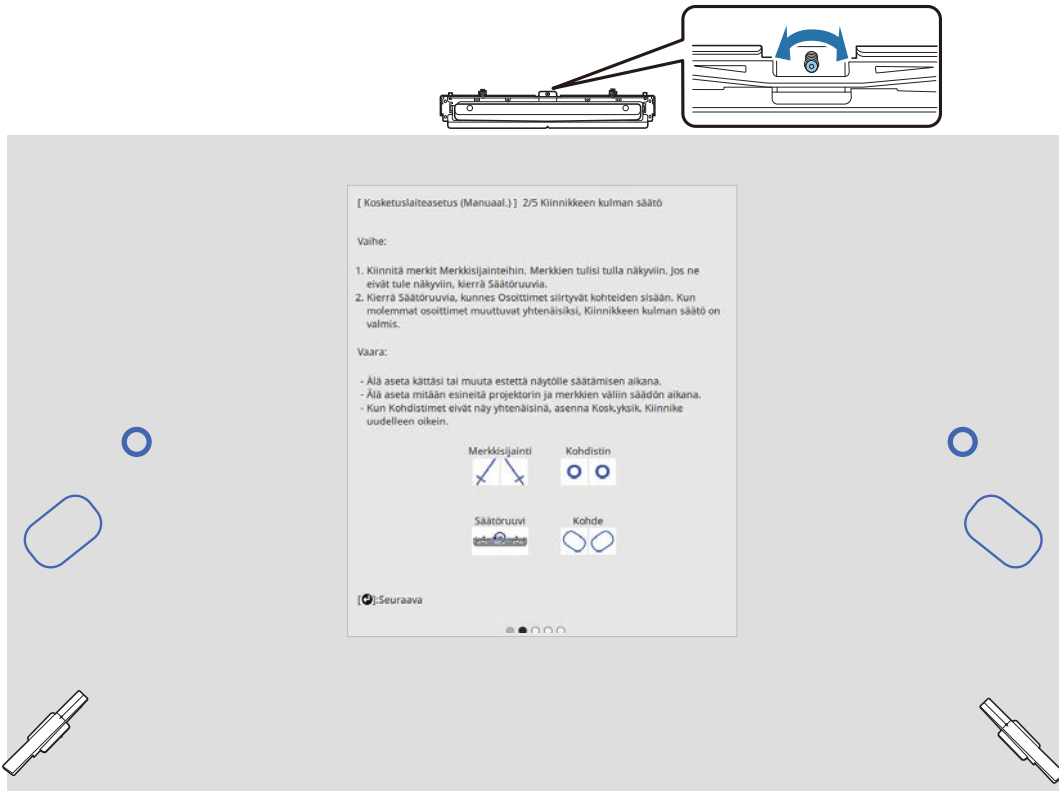 [ Kosketuslaiteasetus (Manuaal.) ] 2/5 Kiinnikkeen kulman säätö
Vaihe:
1. Kiinnitä merkit Merkkisijainteihin. Merkkien tulisi tulla näkyviin. Jos ne
eivät tule näkyviin, kierrä Säätöruuvia.
2. Kierrä Säätöruuvia, kunnes Osoittimet siirtyvät kohteiden sisään. Kun
molemmat osoittimet muuttuvat yhtenäisiksi, Kiinnikkeen kulman säätö on
valmis.
Vaara:
- Älä aseta kättäsi tai muuta estettä näytölle säätämisen aikana.
- Älä aseta mitään esineitä projektorin ja merkkien väliin säädön aikana.
- Kun Kohdistimet eivät näy yhtenäisinä, asenna Kosk.yksik. Kiinnike
uudelleen oikein.
Merkkisijainti Kohdistin
Säätöruuvi Kohde
[ ]:Seuraava